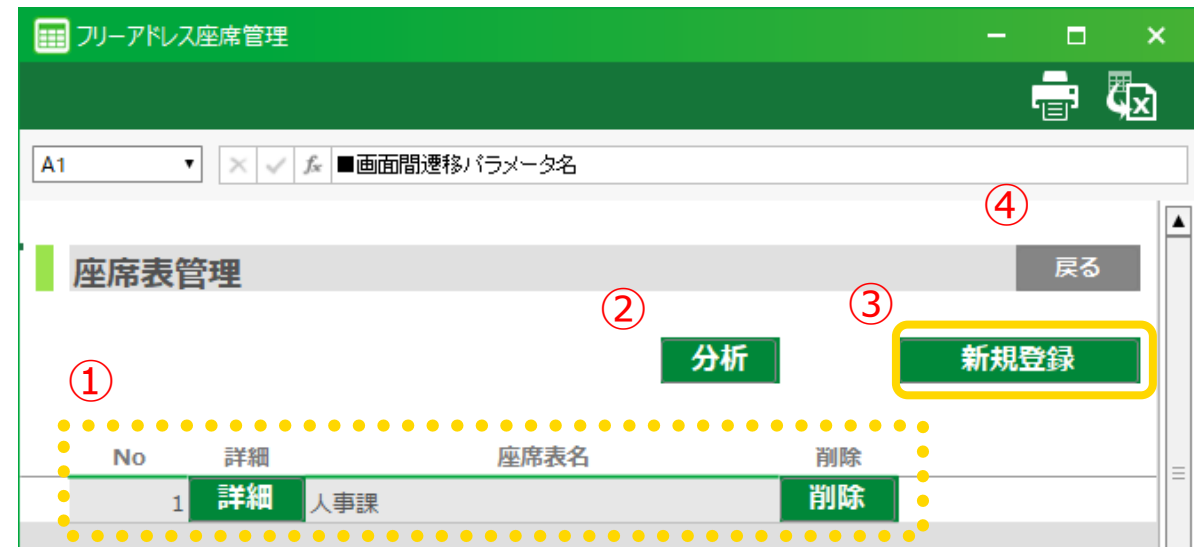 フリーアドレス座席管理
A1
fx
■画面間遷移パラメータ名
④
座席表管理
戻る
②
③
分析
新規登録
①
No 詳細 座席表名 削除
1 詳細 人事課 削除